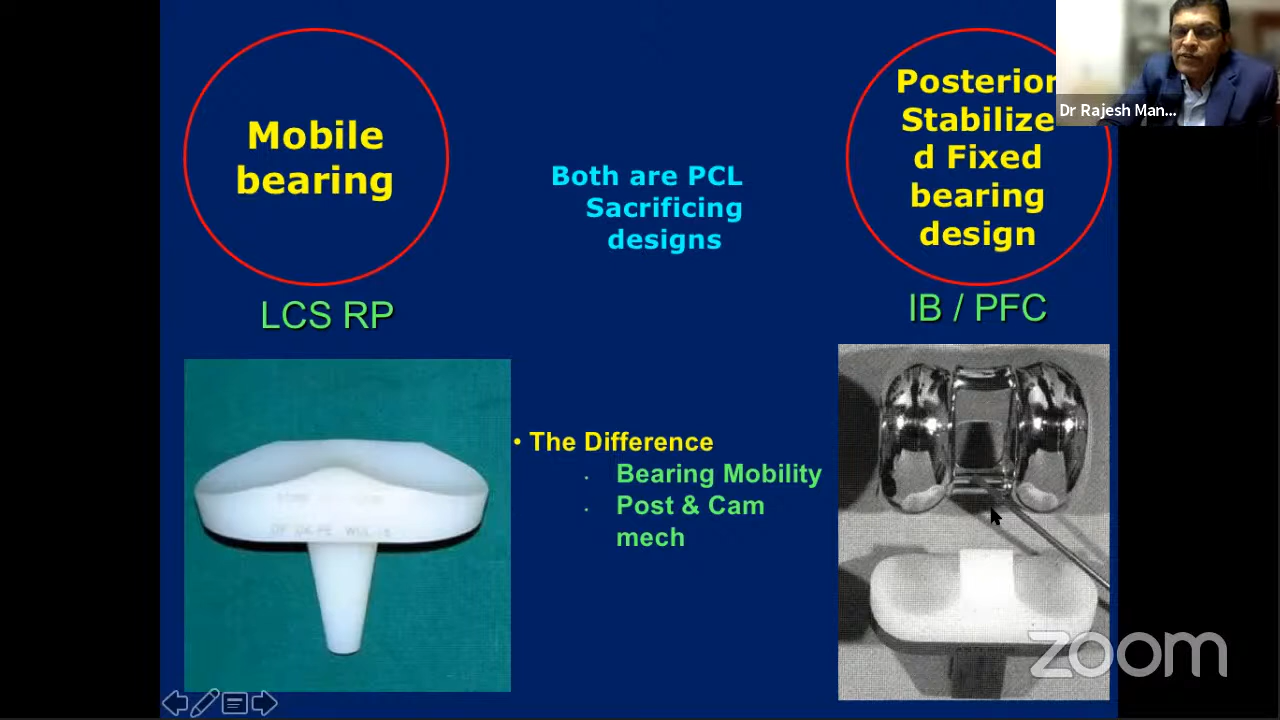 Mobile
bearing
LCS RP
Both are PCL
Sacrificing
designs
• The Difference
Bearing Mobility
Post & Cam
mech
Posterior
Stabilize
d Fixed
bearing
design
IB / PFC
Dr Rajesh Man...
zoom